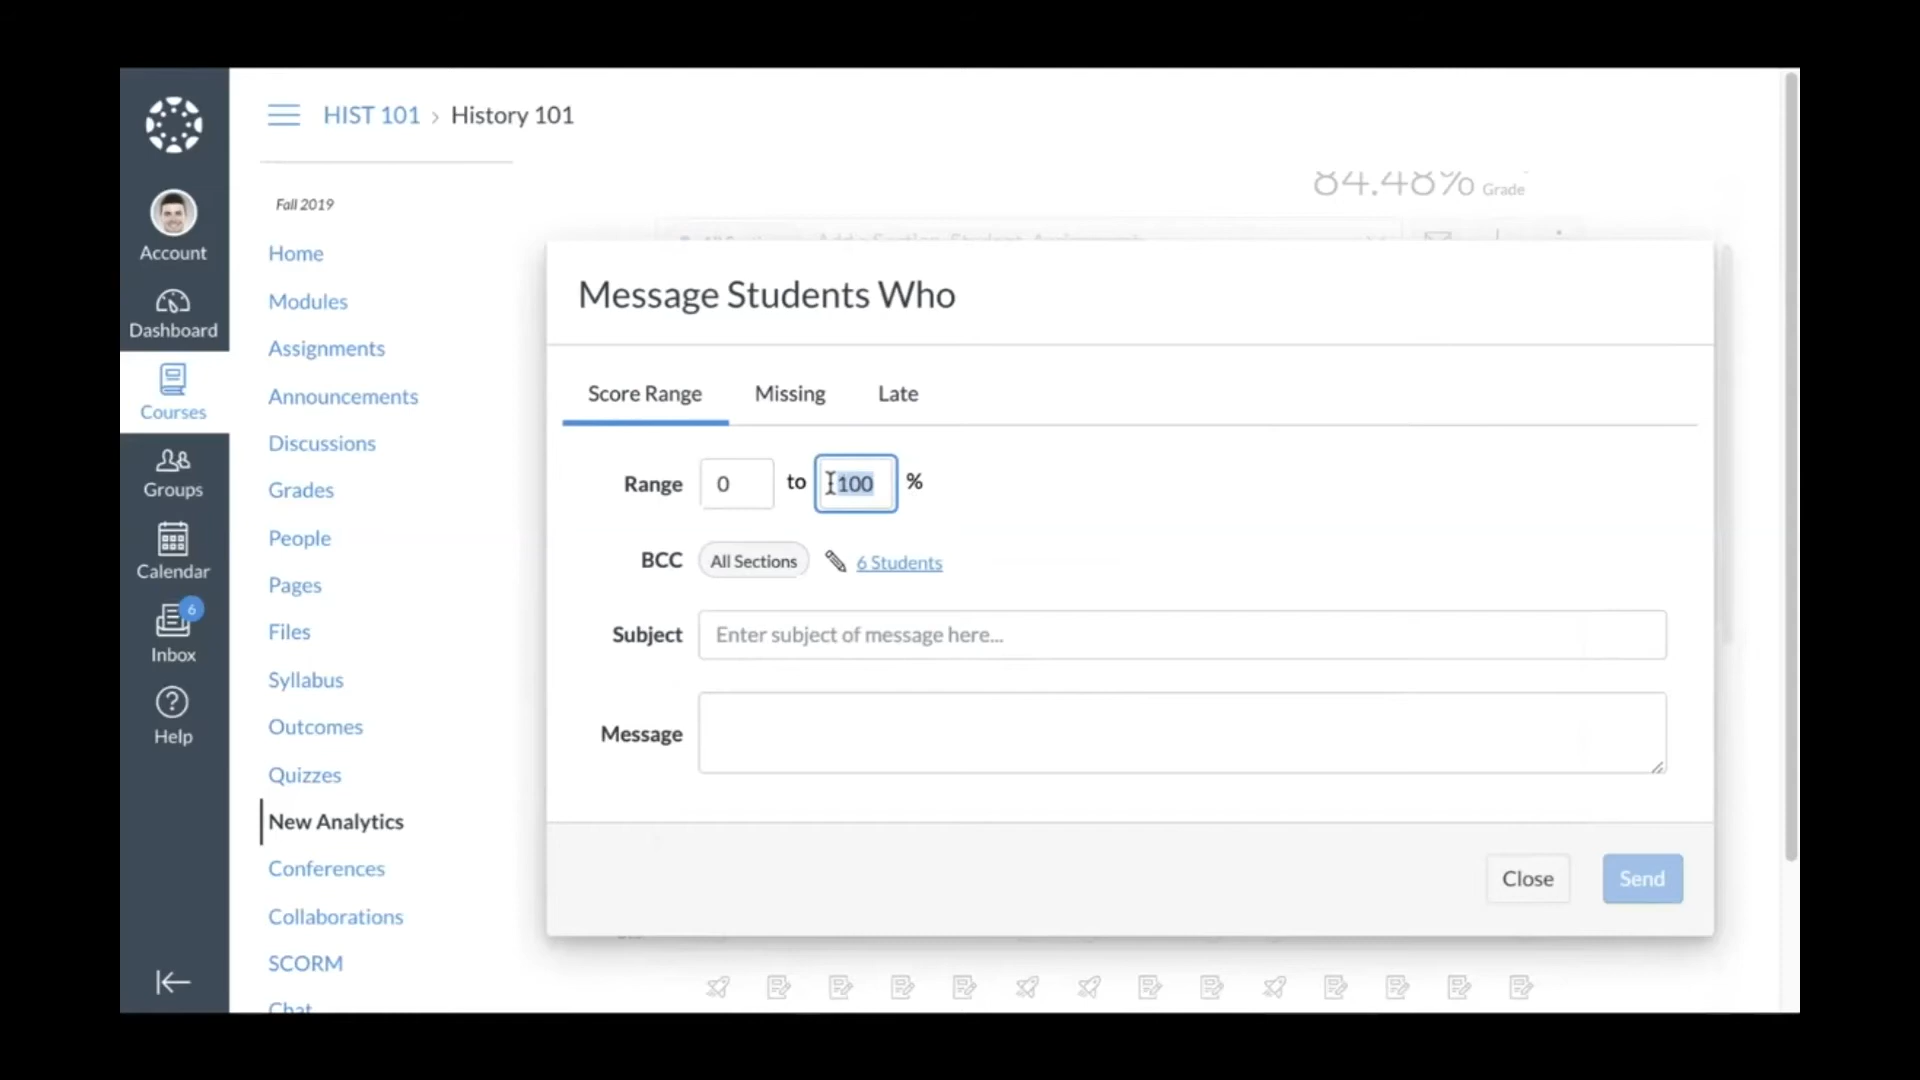 HIST 101 › History 101
84.48% Grade
Fall 2019
Account
Dashboard
Courses
Groups
Calendar
6
Inbox
Help
Home
Modules
Assignments
Announcements
Discussions
Grades
People
Pages
Files
Syllabus
Outcomes
Quizzes
New Analytics
Conferences
Collaborations
SCORM
Chat
Message Students Who
Score Range Missing Late
Range 0 to 100 %
BCC All Sections 6 Students
Subject Enter subject of message here...
Message
Close Send